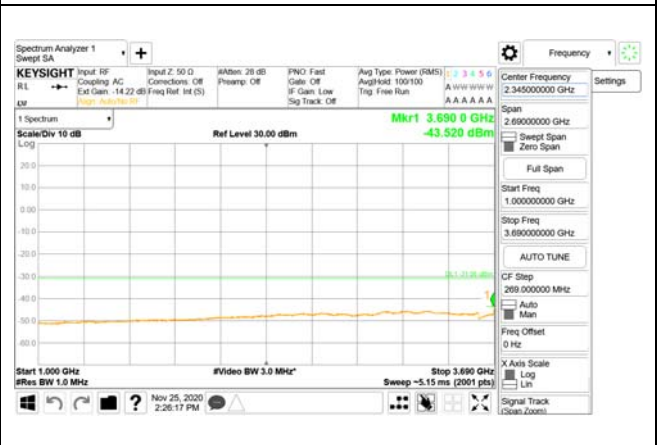 Spectrum Analyzer 1
Swept SA
Frequency
KEYSIGHT
RL
Input: RF
Coupling: AC
Ext Gain: -14.22 dB
Align: Auto/No RF
Input Z: 50 Ω
Corrections: Off
Freq Ref: Int (S)
#Atten: 28 dB
Preamp: Off
PNO: Fast
Gate: Off
IF Gain: Low
Sig Track: Off
Avg Type: Power (RMS)
Avg|Hold: 100/100
Trig: Free Run
1 2 3 4 5 6
A W W W W W
A A A A A A
1 Spectrum
Scale/Div 10 dB
Ref Level 30.00 dBm
Mkr1 3.690 0 GHz
-43.520 dBm
Log
20.0
10.0
0.00
-10.0
-20.0
-30.0
-40.0
-50.0
-60.0
1
Start 1.000 GHz
#Res BW 1.0 MHz
#Video BW 3.0 MHz*
Stop 3.690 GHz
Sweep ~5.15 ms (2001 pts)
Nov 25, 2020
2:26:17 PM
Center Frequency
2.345000000 GHz
Settings
Span
2.69000000 GHz
Swept Span
Zero Span
Full Span
Start Freq
1.000000000 GHz
Stop Freq
3.690000000 GHz
AUTO TUNE
CF Step
269.000000 MHz
Auto
Man
Freq Offset
0 Hz
X Axis Scale
Log
Lin
Signal Track
(Span Zoom)